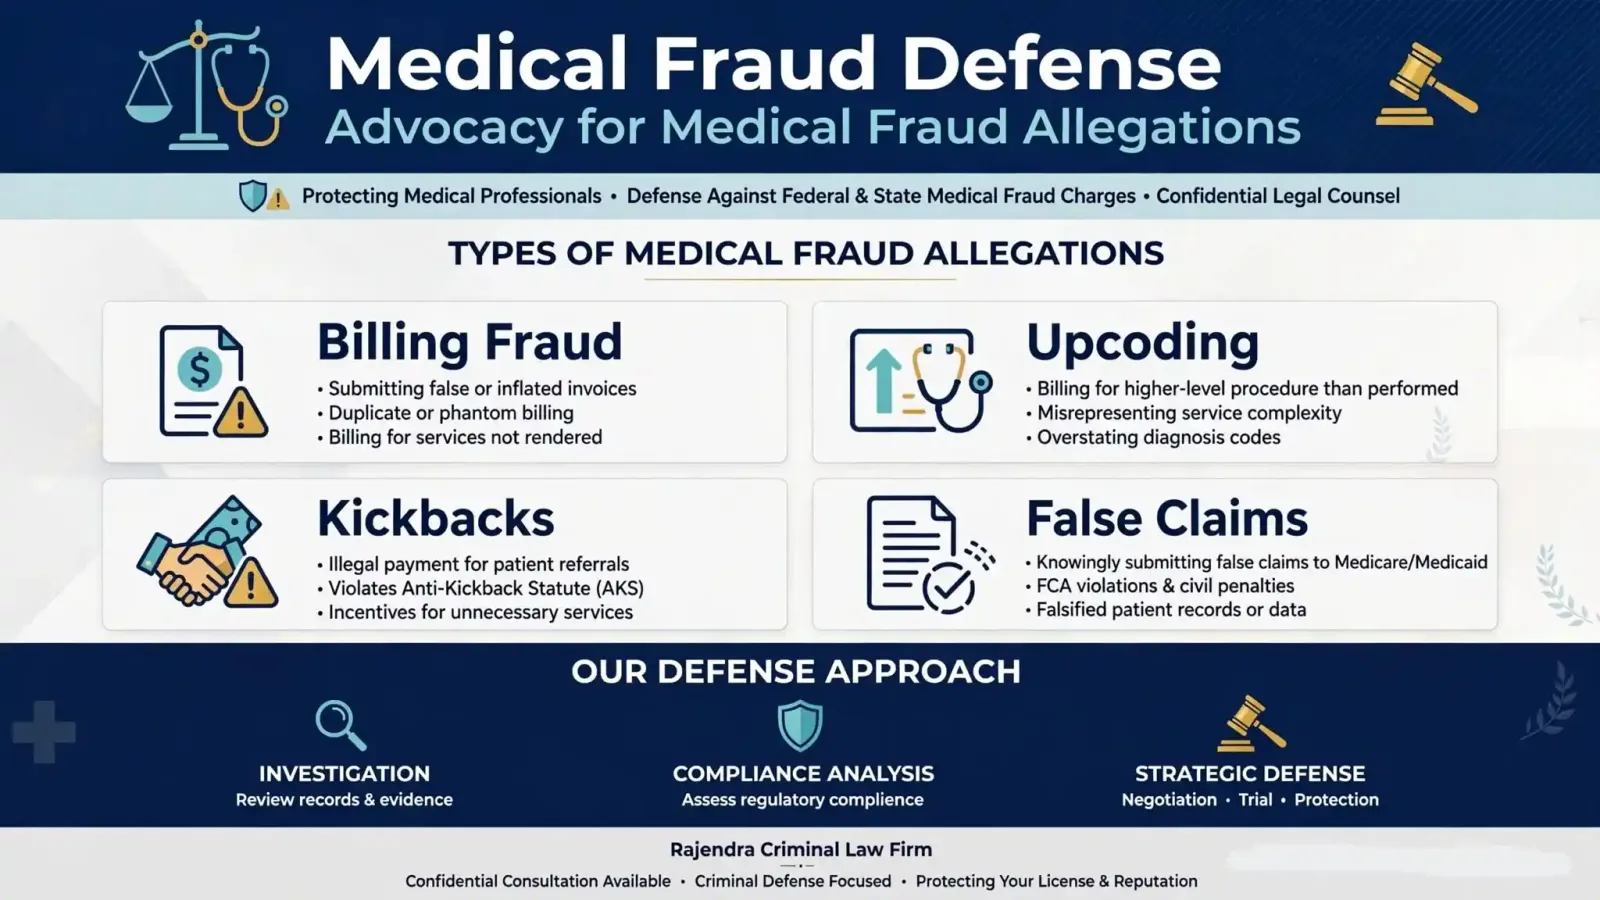 Medical Fraud Defense
Advocacy for Medical Fraud Allegations
Protecting Medical Professionals • Defense Against Federal & State Medical Fraud Charges • Confidential Legal Counsel
TYPES OF MEDICAL FRAUD ALLEGATIONS
Billing Fraud
• Submitting false or inflated invoices
• Duplicate or phantom billing
• Billing for services not rendered
Upcoding
• Billing for higher-level procedure than performed
• Misrepresenting service complexity
• Overstating diagnosis codes
Kickbacks
• Illegal payment for patient referrals
• Violates Anti-Kickback Statute (AKS)
• Incentives for unnecessary services
False Claims
• Knowingly submitting false claims to Medicare/Medicaid
• FCA violations & civil penalties
• Falsified patient records or data
OUR DEFENSE APPROACH
INVESTIGATION
Review records & evidence
COMPLIANCE ANALYSIS
Assess regulatory complience
STRATEGIC DEFENSE
Negotiation • Trial • Protection
Rajendra Criminal Law Firm
Confidential Consultation Available • Criminal Defense Focused • Protecting Your License & Reputation